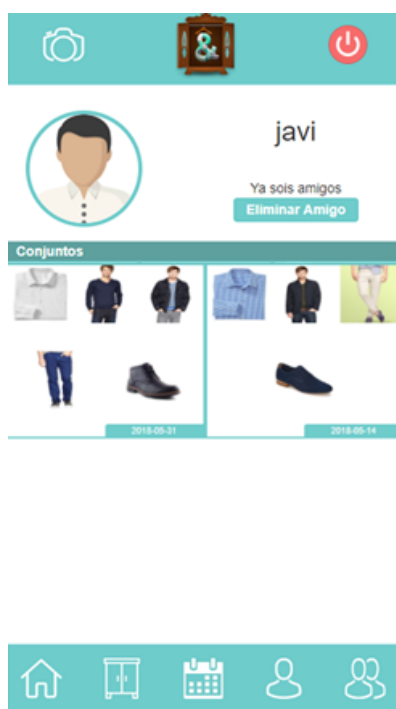 &
javi
Ya sois amigos
Eliminar Amigo
Conjuntos
2018-05-31
2018-05-14